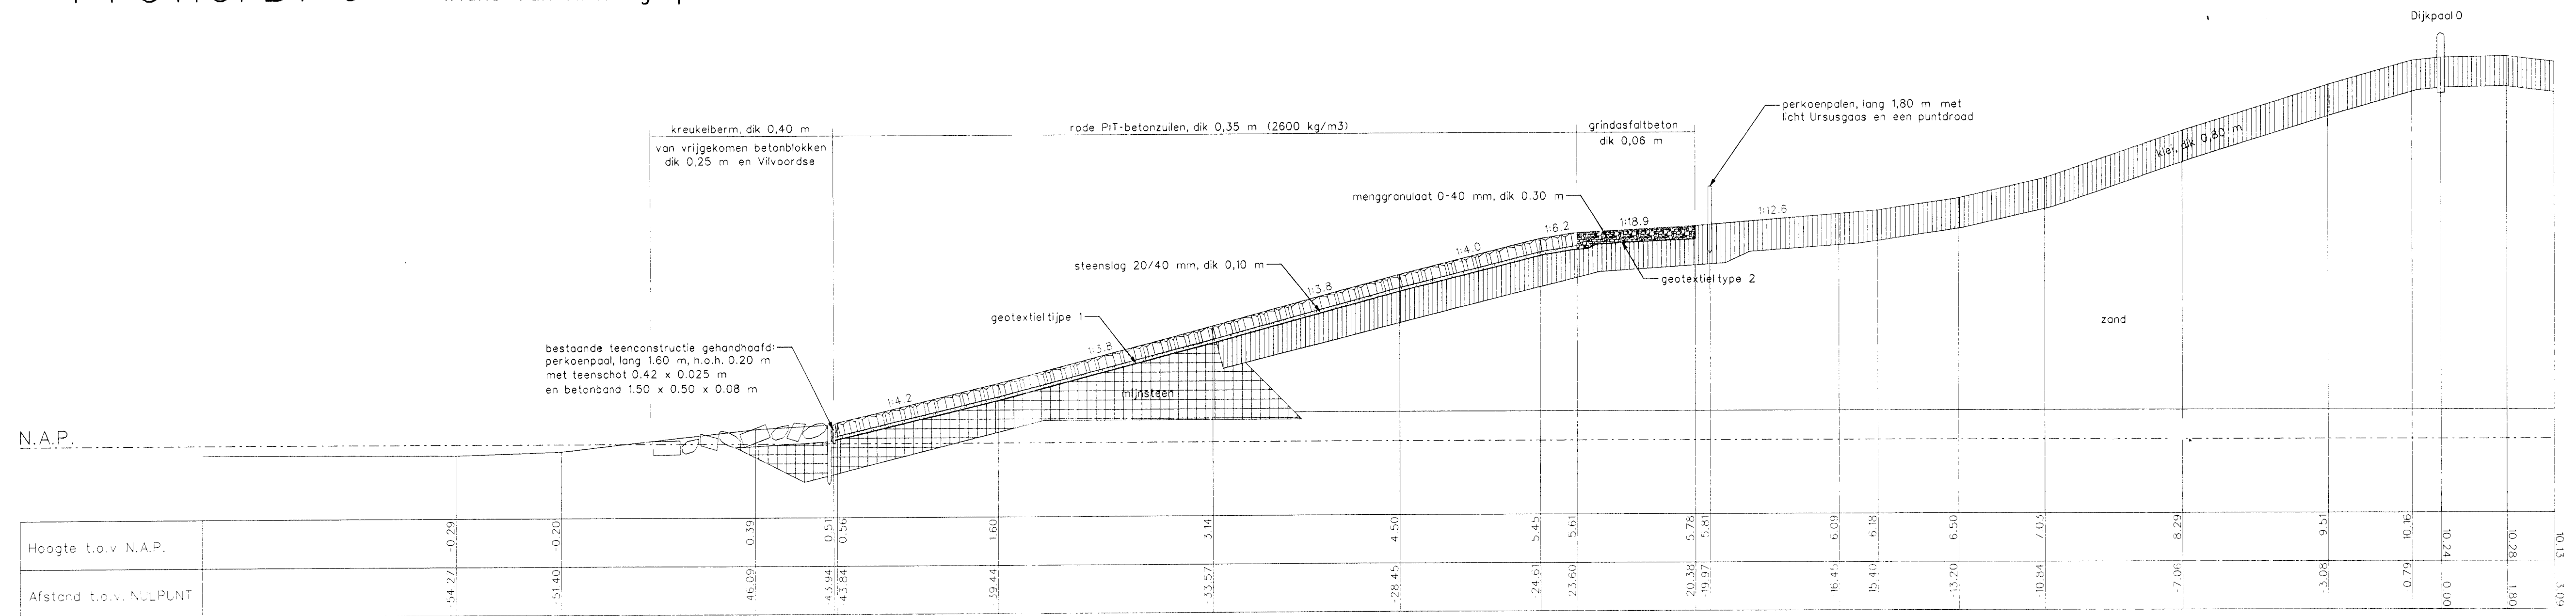 Dijkpaal 0
perkoenpalen, lang 1,80 m met
licht Ursusgaas en een puntdraad
kreukelberm, dik 0,40 m
van vrijgekomen betonblokken
dik 0,25 m en Vilvoordse
rode PIT-betonzuilen, dik 0,35 m (2600 kg/m3)
grindasfaltbeton
dik 0,06 m
klei, dik 0,80 m
menggranulaat 0-40 mm, dik 0.30 m
1:12.6
1:18.9
1:6.2
1:4.0
steenslag 20/40 mm, dik 0,10 m
geotextiel type 2
1:3.8
geotextiel tijpe 1
zand
bestaande teenconstructie gehandhaafd:
perkoenpaal, lang 1.60 m, h.o.h. 0.20 m
met teenschot 0.42 x 0.025 m
en betonband 1.50 x 0.50 x 0.08 m
1:3.8
1:4.2
mijnsteen
N.A.P.
Hoogte t.o.v N.A.P. -0.29 -0.20 0.39 0.51 0.56 1.60 3.14 4.50 5.45 5.61 5.78 5.81 6.09 6.18 6.50 7.03 8.29 9.51 10.16 10.24 10.28 10.13
Afstand t.o.v. NULPUNT -54.27 -51.40 46.09 43.94 43.84 39.44 -33.57 -28.45 -24.61 -23.60 20.38 -19.97 -16.45 15.40 -13.20 -10.84 -7.06 -3.08 0.79 0.00 1.80